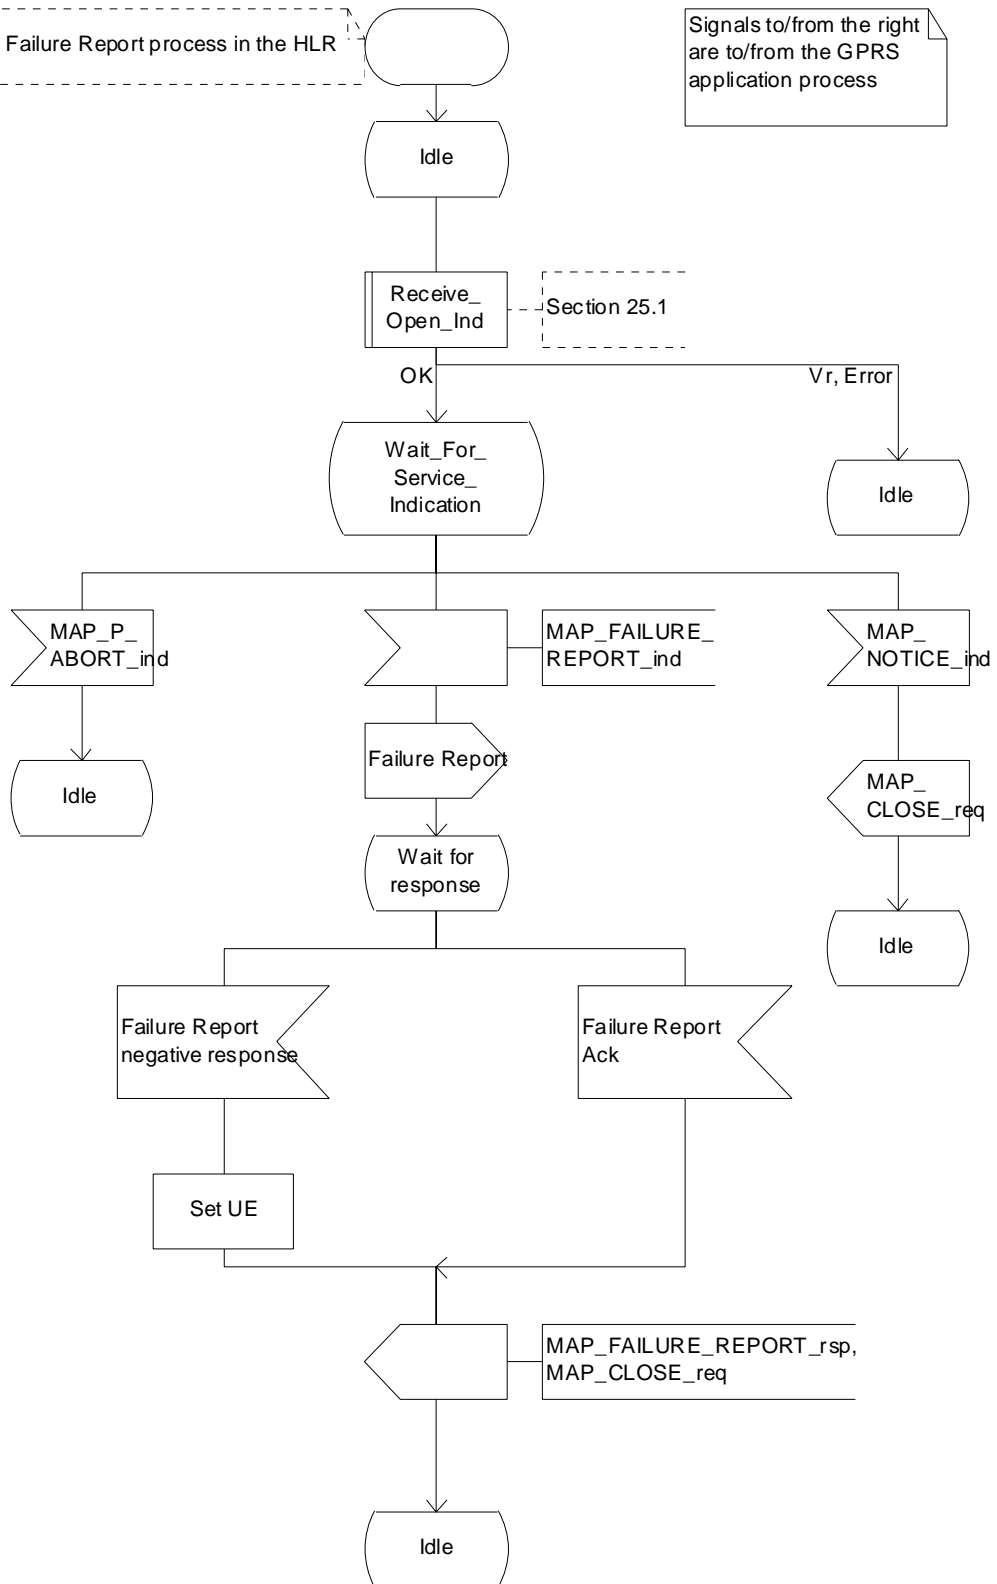 Failure Report process in the HLR
Signals to/from the right
are to/from the GPRS
application process
Idle
Receive_
Open_Ind
Section 25.1
OK
Vr, Error
Wait_For_
Service_
Indication
Idle
MAP_P_
ABORT_ind
MAP_FAILURE_
REPORT_ind
MAP_
NOTICE_ind
Failure Report
Idle
MAP_
CLOSE_req
Wait for
response
Idle
Failure Report
negative response
Failure Report
Ack
Set UE
MAP_FAILURE_REPORT_rsp,
MAP_CLOSE_req
Idle